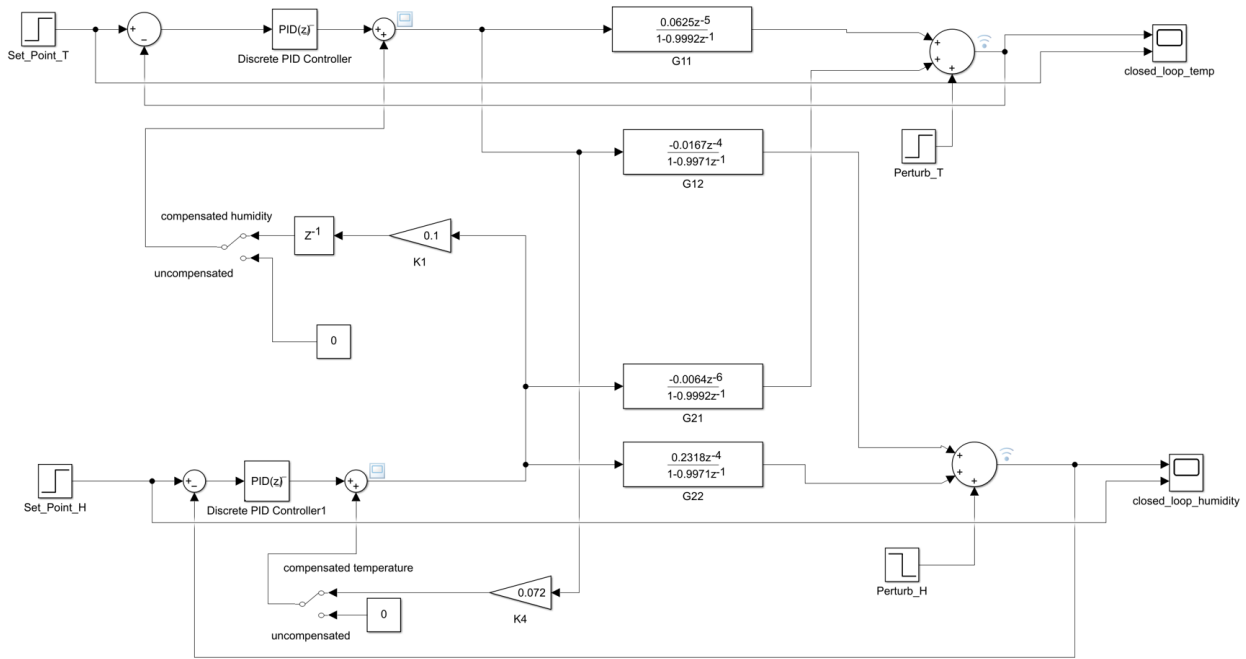 0.0625z-5
1-0.9992z-1
G11
Set_Point_T
+
−
PID(z)
Discrete PID Controller
+
+
+
+
+
closed_loop_temp
-0.0167z-4
1-0.9971z-1
G12
Perturb_T
compensated humidity
Z-1
0.1
K1
uncompensated
0
-0.0064z-6
1-0.9992z-1
G21
0.2318z-4
1-0.9971z-1
G22
Set_Point_H
+
−
PID(z)
Discrete PID Controller1
+
+
+
+
+
closed_loop_humidity
compensated temperature
0.072
K4
0
uncompensated
Perturb_H